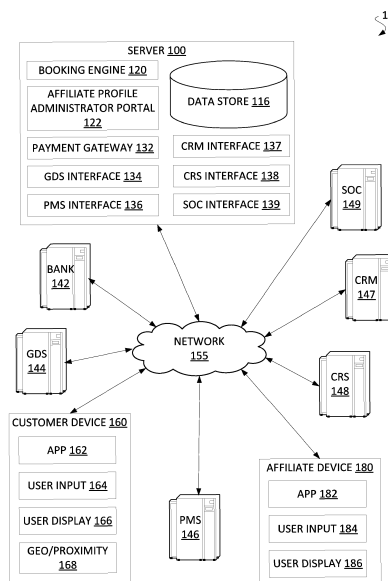 1
SERVER 100
BOOKING ENGINE 120
AFFILIATE PROFILE
ADMINISTRATOR PORTAL
122
DATA STORE 116
PAYMENT GATEWAY 132
CRM INTERFACE 137
GDS INTERFACE 134
CRS INTERFACE 138
PMS INTERFACE 136
SOC INTERFACE 139
SOC
149
BANK
142
CRM
147
NETWORK
155
GDS
144
CRS
148
CUSTOMER DEVICE 160
APP 162
USER INPUT 164
USER DISPLAY 166
GEO/PROXIMITY
168
PMS
146
AFFILIATE DEVICE 180
APP 182
USER INPUT 184
USER DISPLAY 186